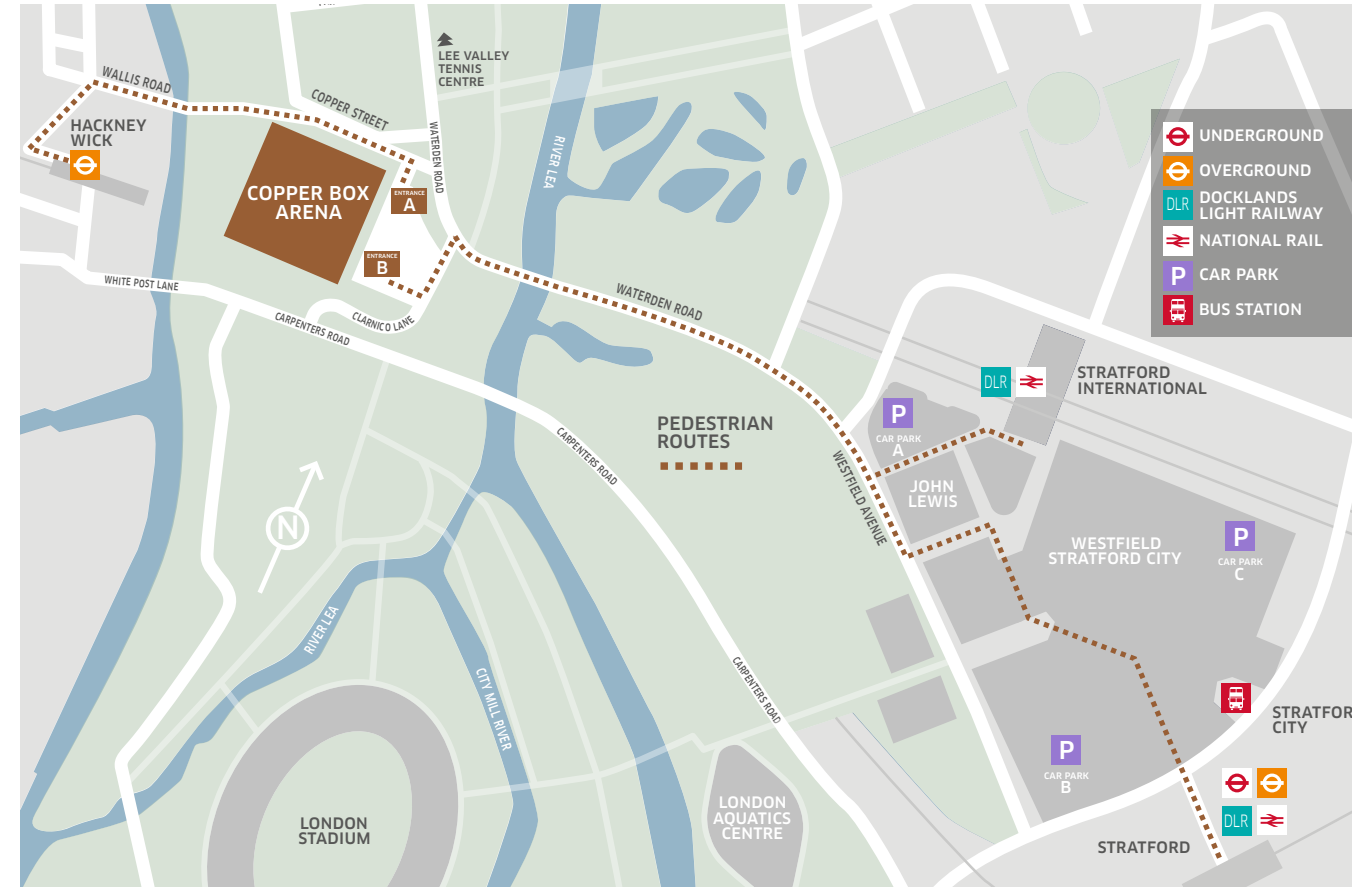 LEE VALLEY
TENNIS
CENTRE
WALLIS ROAD
COPPER STREET
HACKNEY
WICK
WATERDEN ROAD
RIVER LEA
COPPER BOX
ARENA
ENTRANCE
A
ENTRANCE
B
WHITE POST LANE
CARPENTERS ROAD
CLARNICO LANE
WATERDEN ROAD
UNDERGROUND
OVERGROUND
DLR
DOCKLANDS
LIGHT RAILWAY
NATIONAL RAIL
P
CAR PARK
BUS STATION
DLR
STRATFORD
INTERNATIONAL
PEDESTRIAN
ROUTES
P
CAR PARK
A
CARPENTERS ROAD
WESTFIELD AVENUE
JOHN
LEWIS
N
WESTFIELD
STRATFORD CITY
P
CAR PARK
C
RIVER LEA
CITY MILL RIVER
CARPENTERS ROAD
STRATFOR
CITY
P
CAR PARK
B
LONDON
STADIUM
LONDON
AQUATICS
CENTRE
DLR
STRATFORD